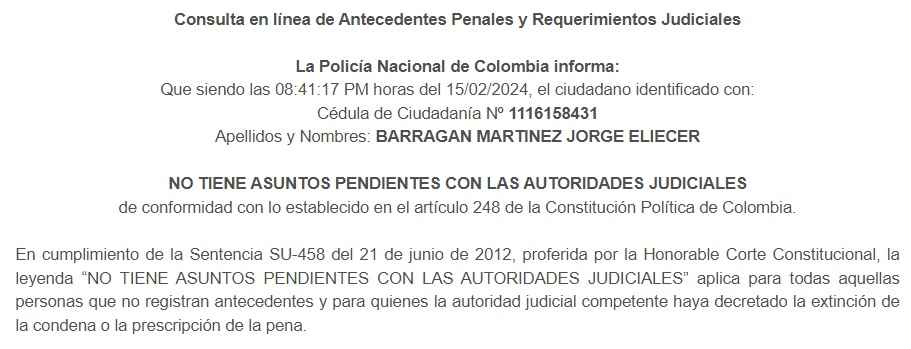 Consulta en línea de Antecedentes Penales y Requerimientos Judiciales
La Policía Nacional de Colombia informa:
Que siendo las 08:41:17 PM horas del 15/02/2024, el ciudadano identificado con:
Cédula de Ciudadanía Nº 1116158431
Apellidos y Nombres: BARRAGAN MARTINEZ JORGE ELIECER
NO TIENE ASUNTOS PENDIENTES CON LAS AUTORIDADES JUDICIALES
de conformidad con lo establecido en el artículo 248 de la Constitución Política de Colombia.
En cumplimiento de la Sentencia SU-458 del 21 de junio de 2012, proferida por la Honorable Corte Constitucional, la
leyenda “NO TIENE ASUNTOS PENDIENTES CON LAS AUTORIDADES JUDICIALES” aplica para todas aquellas
personas que no registran antecedentes y para quienes la autoridad judicial competente haya decretado la extinción de
la condena o la prescripción de la pena.